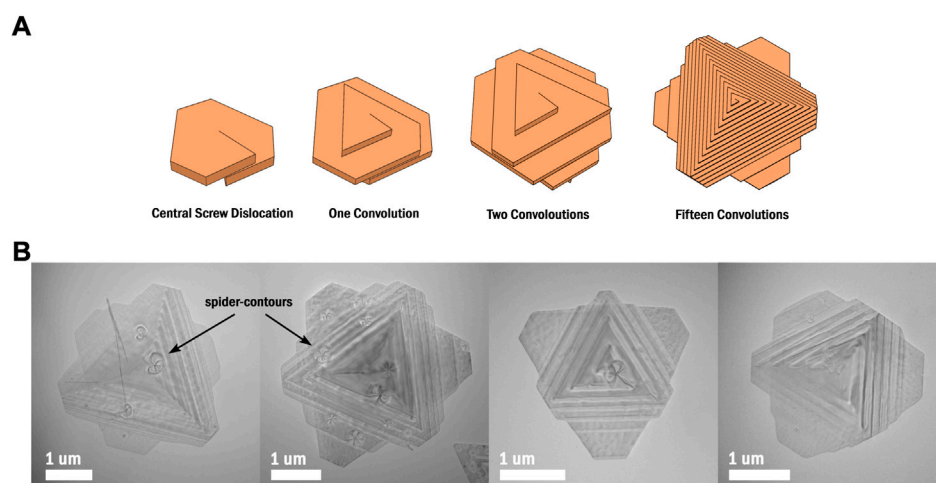 A
Central Screw Dislocation
One Convolution
Two Convoloutions
Fifteen Convolutions
B
spider-contours
1 um
1 um
1 um
1 um